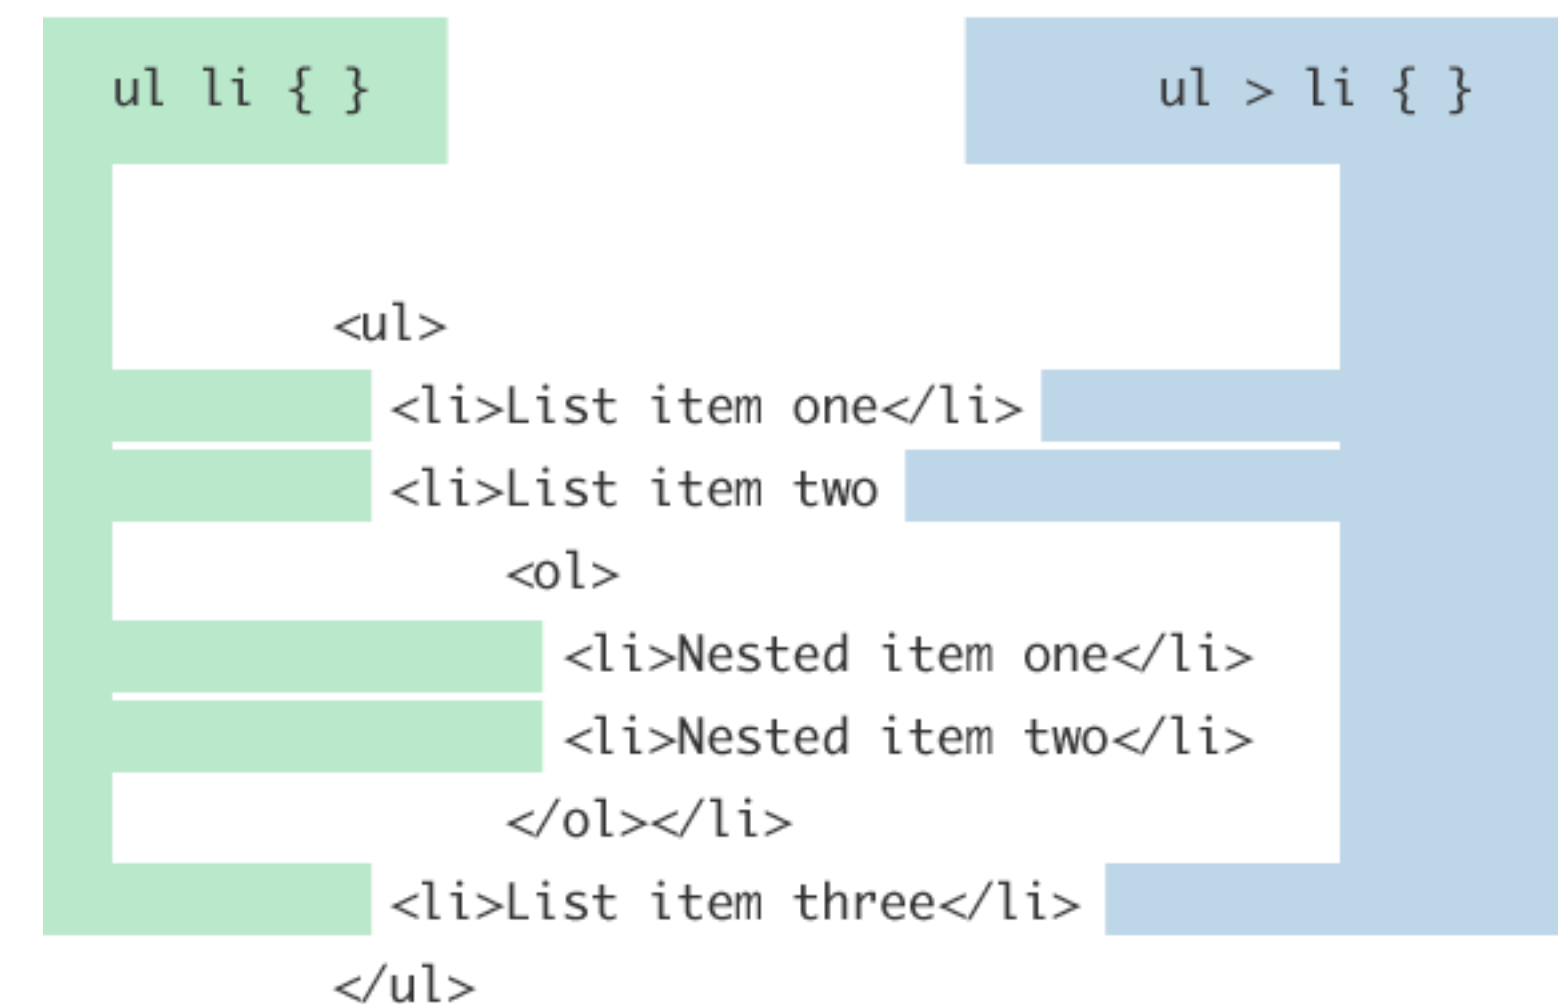 ul li { }
ul > li { }
<ul>
<li>List item one</li>
<li>List item two
<ol>
<li>Nested item one</li>
<li>Nested item two</li>
</ol></li>
<li>List item three</li>
</ul>